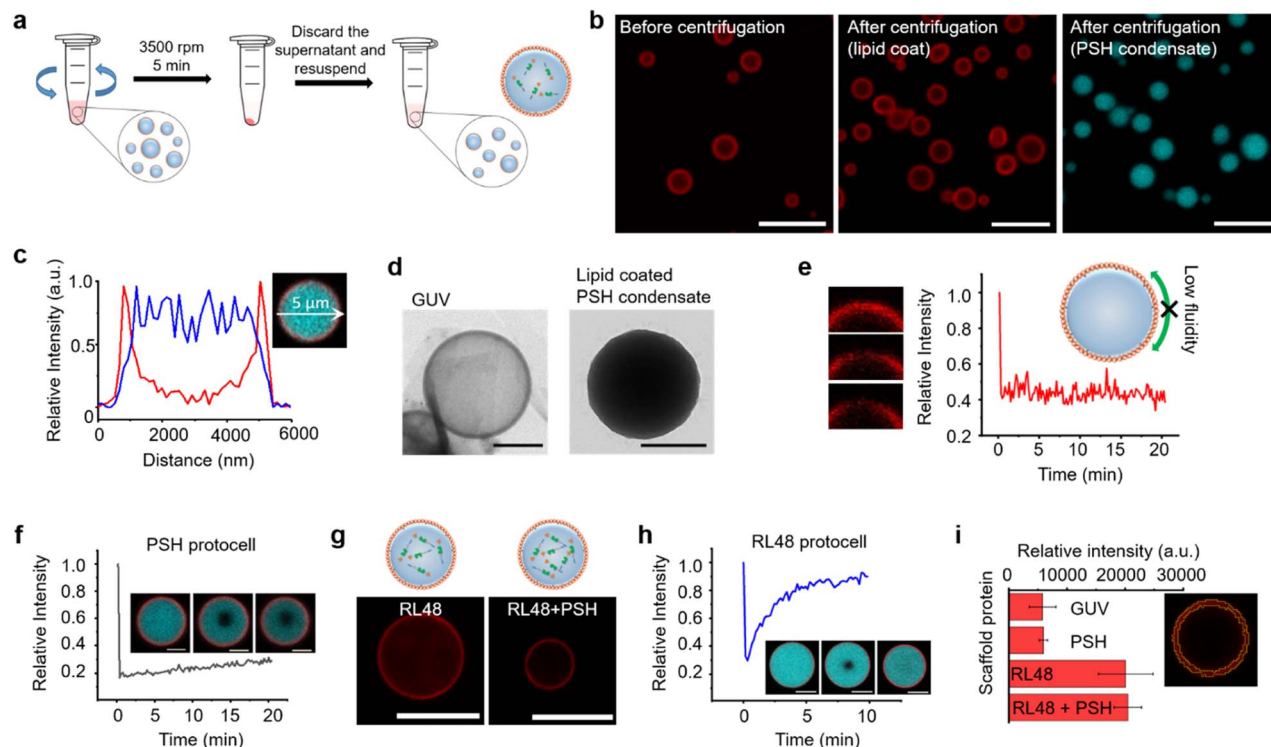 a
3500 rpm
5 min
Discard the
supernatant and
resuspend
b
Before centrifugation
After centrifugation
(lipid coat)
After centrifugation
(PSH condensate)
c
Relative Intensity (a.u.)
1.0
0.5
0
0
2000
4000
6000
Distance (nm)
5 μm
d
GUV
Lipid coated
PSH condensate
e
Relative Intensity
1.0
0.8
0.6
0.4
0.2
0
5
10
15
20
Time (min)
Low fluidity
f
PSH protocell
Relative Intensity
1.0
0.8
0.6
0.4
0.2
0
5
10
15
20
Time (min)
g
RL48
RL48+PSH
h
RL48 protocell
Relative Intensity
1.0
0.8
0.6
0.4
0.2
0
5
10
Time (min)
i
Relative intensity (a.u.)
0
10000
20000
30000
Scaffold protein
GUV
PSH
RL48
RL48 + PSH